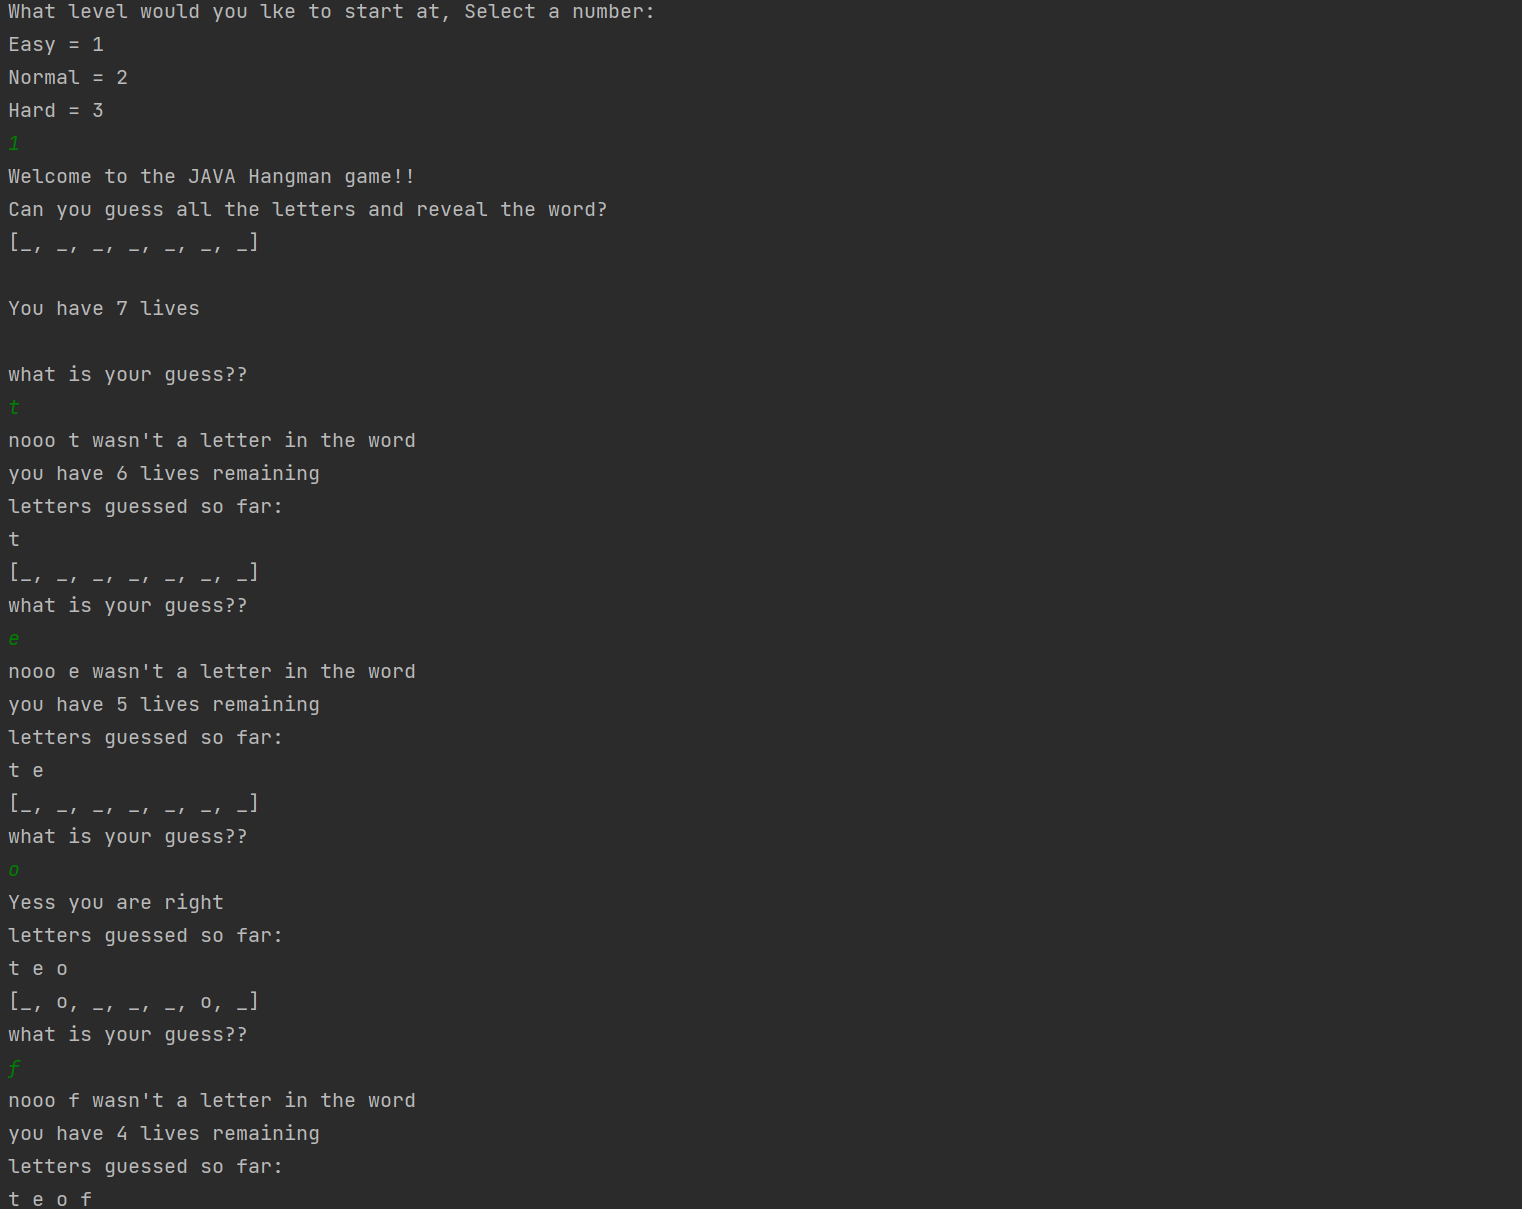 What level would you lke to start at, Select a number:
Easy = 1
Normal = 2
Hard = 3
1
Welcome to the JAVA Hangman game!!
Can you guess all the letters and reveal the word?
[_, _, _, _, _, _, _]
You have 7 lives
what is your guess??
t
nooo t wasn't a letter in the word
you have 6 lives remaining
letters guessed so far:
t
[_, _, _, _, _, _, _]
what is your guess??
e
nooo e wasn't a letter in the word
you have 5 lives remaining
letters guessed so far:
t e
[_, _, _, _, _, _, _]
what is your guess??
o
Yess you are right
letters guessed so far:
t e o
[_, o, _, _, _, o, _]
what is your guess??
f
nooo f wasn't a letter in the word
you have 4 lives remaining
letters guessed so far:
t e o f